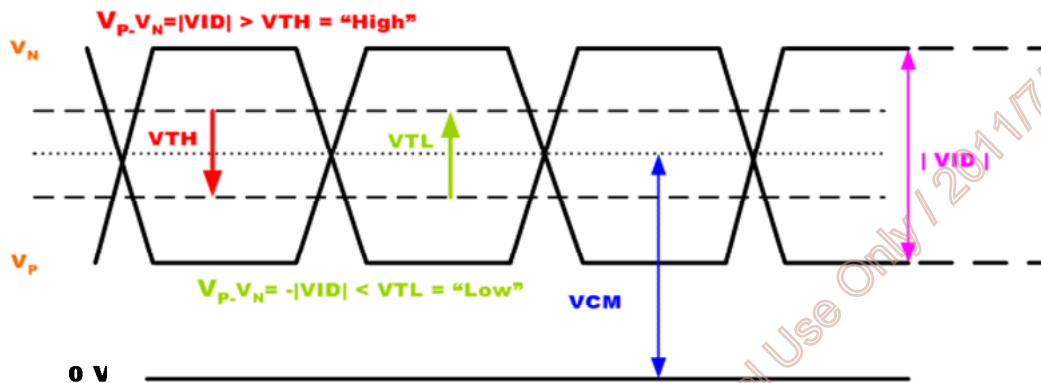 VP-VN=|VID| > VTH = “High”
VN
VTH
VTL
| VID |
VP
VP-VN= -|VID| < VTL = “Low”
VCM
0 V
Use Only / 2011/7/